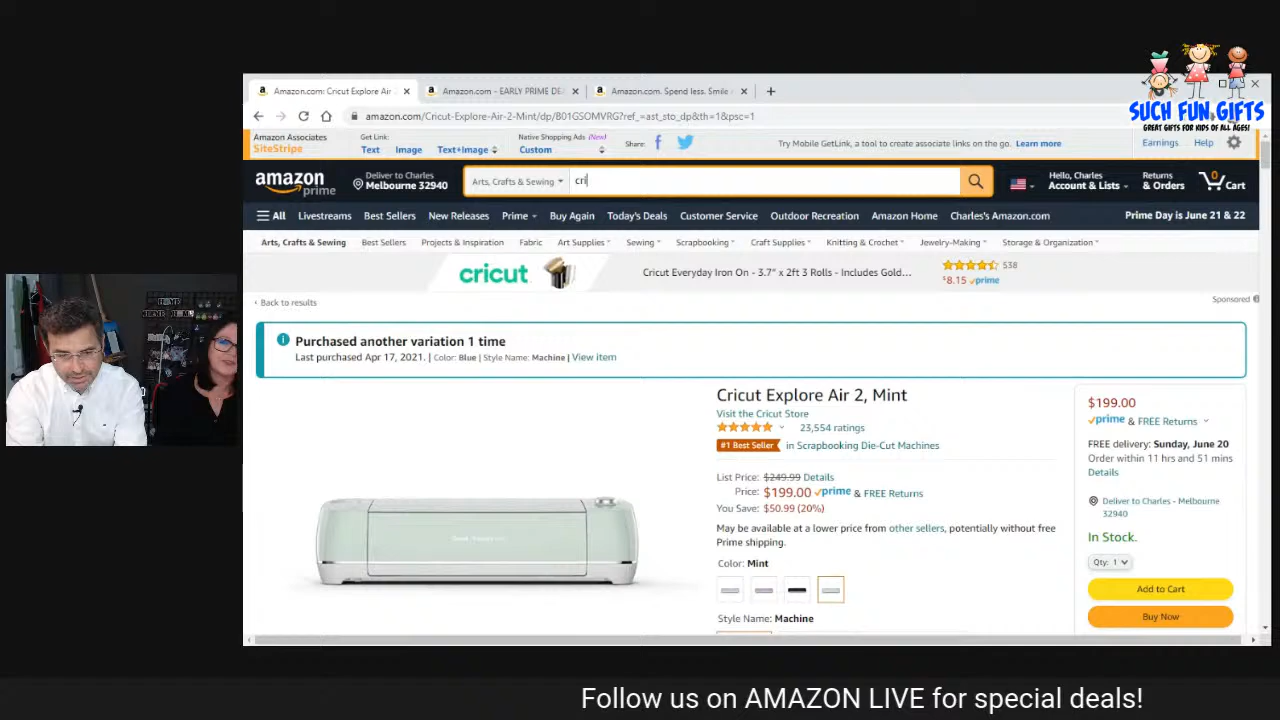 SUCH FUN GIFTS
GREAT GIFTS FOR KIDS OF ALL AGES!
Amazon.com: Cricut Explore Air
Amazon.com - EARLY PRIME DE
Amazon.com. Spend less. Smile
amazon.com/Cricut-Explore-Air-2-Mint/dp/B01GSOMVRG?ref_=ast_sto_dp&th=1&psc=1
Amazon Associates
SiteStripe
Get Link:
Text Image Text+Image
Native Shopping Ads (New)
Custom
Share:
Try Mobile GetLink, a tool to create associate links on the go. Learn more
Earnings Help
amazon prime
Deliver to Charles
Melbourne 32940
Arts, Crafts & Sewing
cri
Hello, Charles
Account & Lists
Returns
& Orders
0
Cart
All Livestreams Best Sellers New Releases Prime Buy Again Today's Deals Customer Service Outdoor Recreation Amazon Home Charles's Amazon.com Prime Day is June 21 & 22
Arts, Crafts & Sewing Best Sellers Projects & Inspiration Fabric Art Supplies Sewing Scrapbooking Craft Supplies Knitting & Crochet Jewelry-Making Storage & Organization
cricut
Cricut Everyday Iron On - 3.7" x 2ft 3 Rolls - Includes Gold...
538
$8.15 prime
‹ Back to results
Sponsored
Purchased another variation 1 time
Last purchased Apr 17, 2021. | Color: Blue | Style Name: Machine | View item
Cricut Explore Air 2, Mint
Visit the Cricut Store
23,554 ratings
#1 Best Seller in Scrapbooking Die-Cut Machines
List Price: $249.99 Details
Price: $199.00 prime & FREE Returns
You Save: $50.99 (20%)
May be available at a lower price from other sellers, potentially without free
Prime shipping.
Color: Mint
Style Name: Machine
$199.00
prime & FREE Returns
FREE delivery: Sunday, June 20
Order within 11 hrs and 51 mins
Details
Deliver to Charles - Melbourne
32940
In Stock.
Qty: 1
Add to Cart
Buy Now
HOME
Follow us on AMAZON LIVE for special deals!